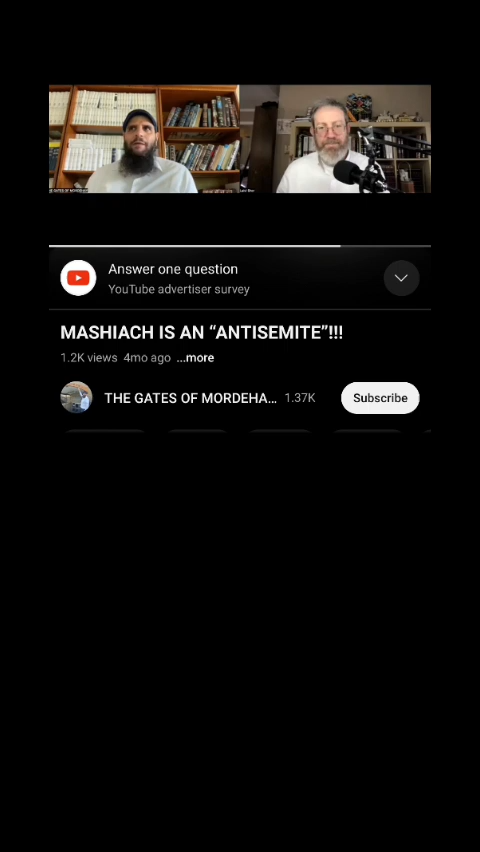 Answer one question
YouTube advertiser survey
MASHIACH IS AN “ANTISEMITE”!!!
1.2K views 4mo ago ...more
THE GATES OF MORDEHA... 1.37K
Subscribe